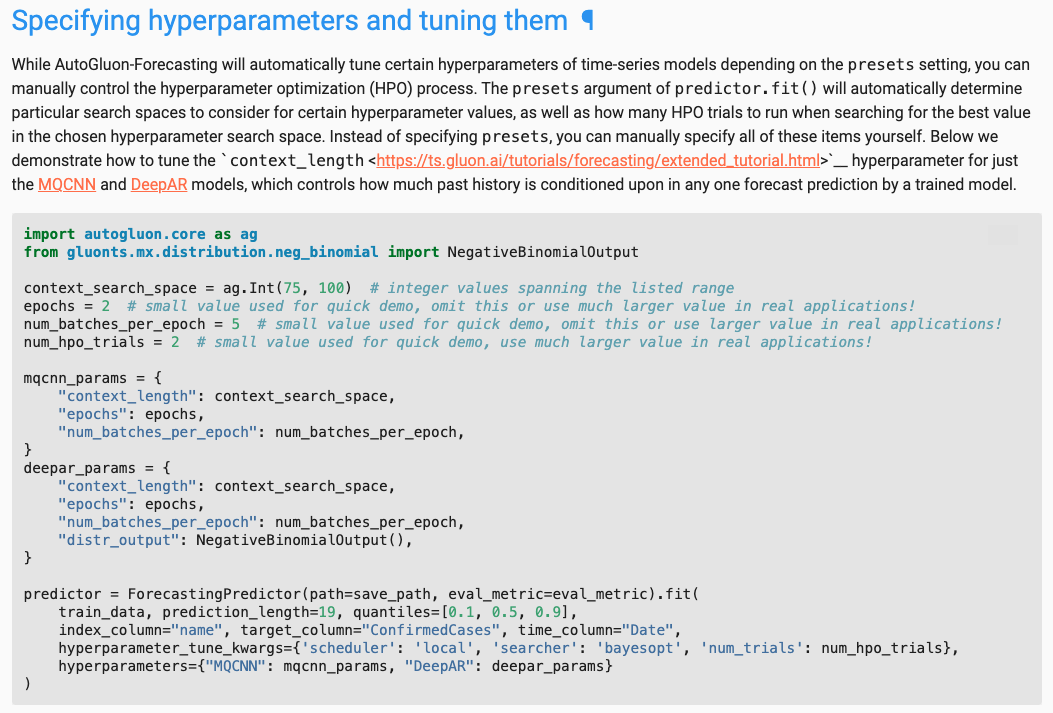 Specifying hyperparameters and tuning them ¶
While AutoGluon-Forecasting will automatically tune certain hyperparameters of time-series models depending on the presets setting, you can
manually control the hyperparameter optimization (HPO) process. The presets argument of predictor.fit() will automatically determine
particular search spaces to consider for certain hyperparameter values, as well as how many HPO trials to run when searching for the best value
in the chosen hyperparameter search space. Instead of specifying presets, you can manually specify all of these items yourself. Below we
demonstrate how to tune the `context_length <https://ts.gluon.ai/tutorials/forecasting/extended_tutorial.html>`__ hyperparameter for just
the MQCNN and DeepAR models, which controls how much past history is conditioned upon in any one forecast prediction by a trained model.
import autogluon.core as ag
from gluonts.mx.distribution.neg_binomial import NegativeBinomialOutput
context_search_space = ag.Int(75, 100)  # integer values spanning the listed range
epochs = 2  # small value used for quick demo, omit this or use much larger value in real applications!
num_batches_per_epoch = 5  # small value used for quick demo, omit this or use larger value in real applications!
num_hpo_trials = 2  # small value used for quick demo, use much larger value in real applications!
mqcnn_params = {
    "context_length": context_search_space,
    "epochs": epochs,
    "num_batches_per_epoch": num_batches_per_epoch,
}
deepar_params = {
    "context_length": context_search_space,
    "epochs": epochs,
    "num_batches_per_epoch": num_batches_per_epoch,
    "distr_output": NegativeBinomialOutput(),
}
predictor = ForecastingPredictor(path=save_path, eval_metric=eval_metric).fit(
    train_data, prediction_length=19, quantiles=[0.1, 0.5, 0.9],
    index_column="name", target_column="ConfirmedCases", time_column="Date",
    hyperparameter_tune_kwargs={'scheduler': 'local', 'searcher': 'bayesopt', 'num_trials': num_hpo_trials},
    hyperparameters={"MQCNN": mqcnn_params, "DeepAR": deepar_params}
)